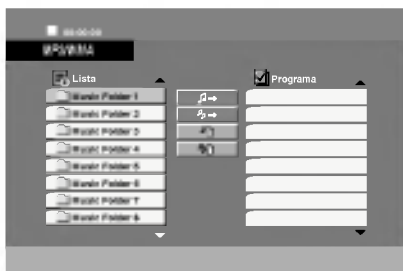 MP3/WMA
Lista
Programa
Music Folder 1
Music Folder 2
Music Folder 3
Music Folder 4
Music Folder 5
Music Folder 6
Music Folder 7
Music Folder 8